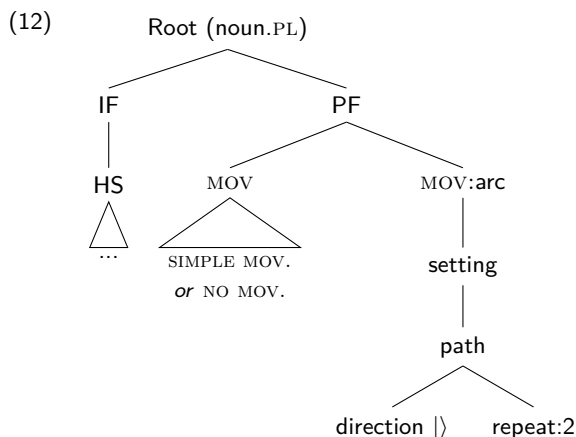 (12)
Root (noun.PL)
IF PF
HS MOV MOV:arc
...
SIMPLE MOV.
or NO MOV.
setting
path
direction |⟩ repeat:2